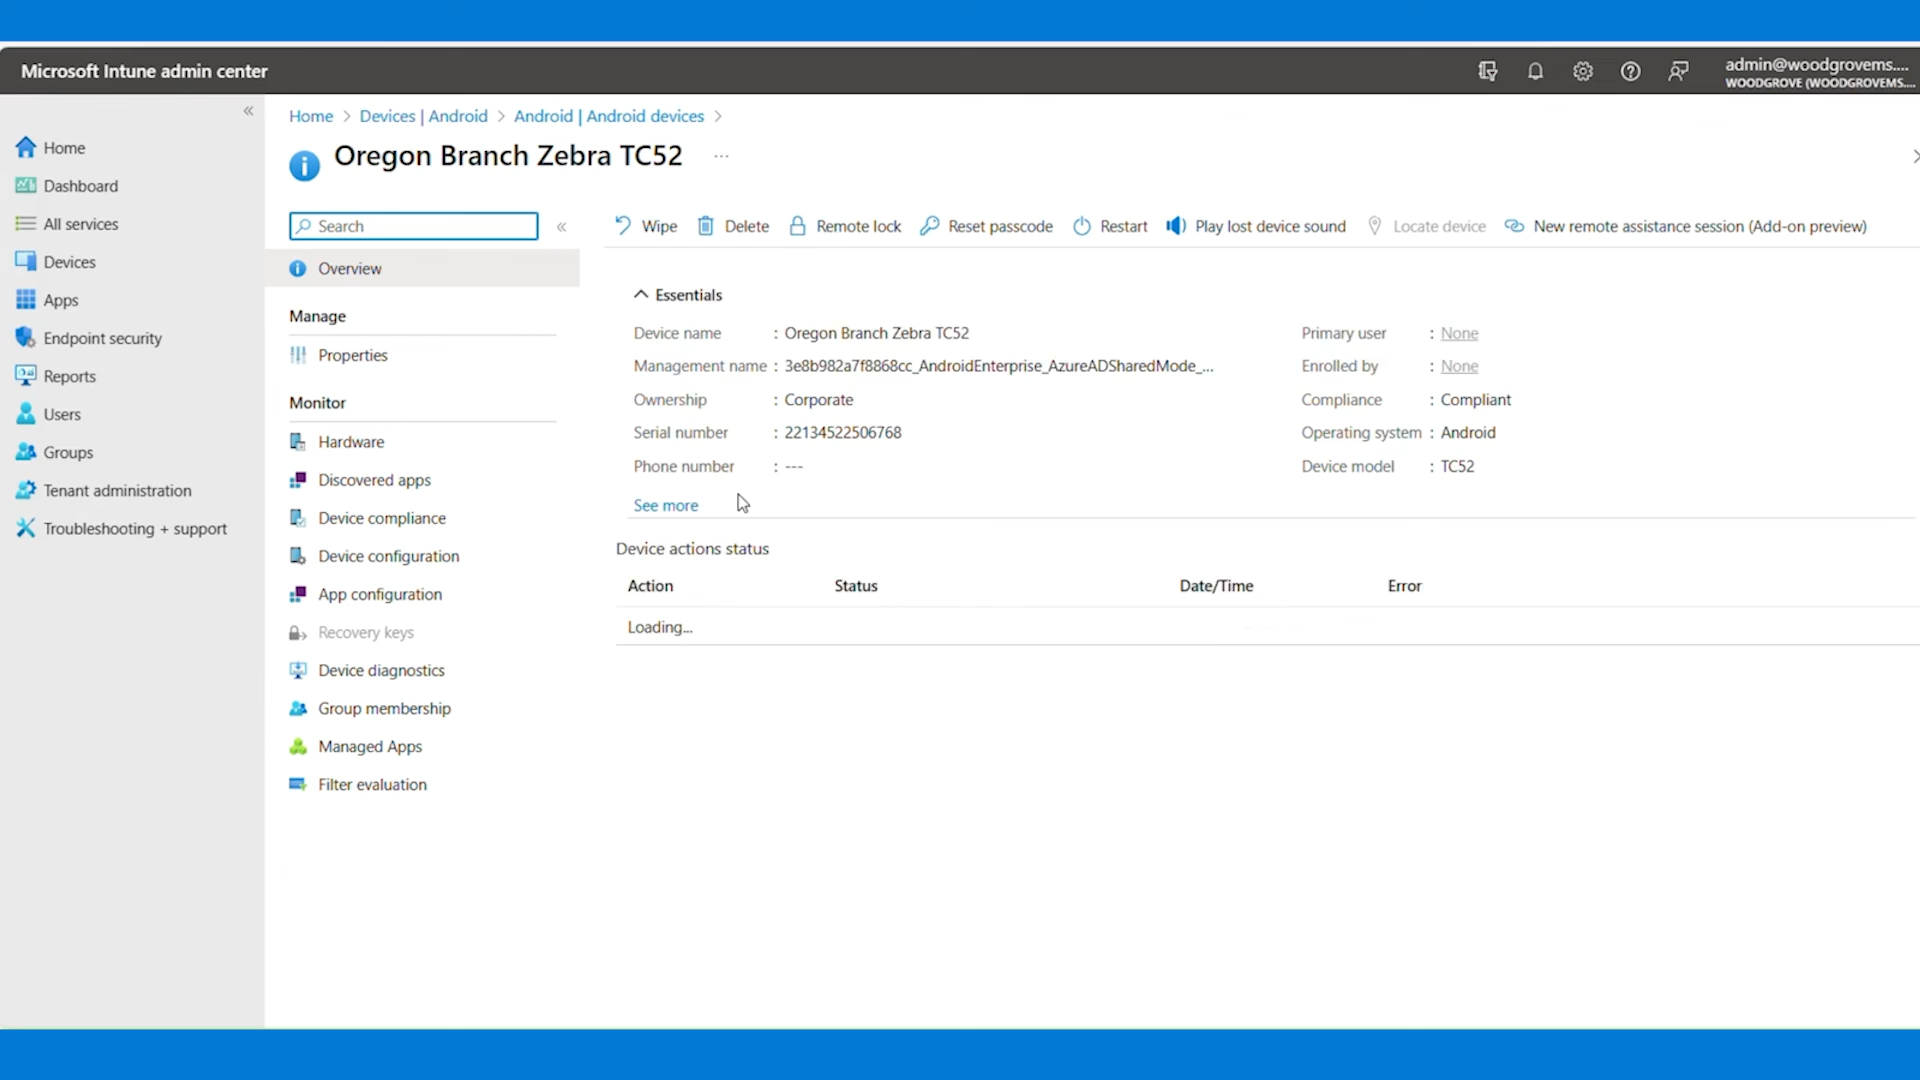 Microsoft Intune admin center
admin@woodgrovems....
WOODGROVE (WOODGROVEMS....
Home
Dashboard
All services
Devices
Apps
Endpoint security
Reports
Users
Groups
Tenant administration
Troubleshooting + support
Home > Devices | Android > Android | Android devices >
Oregon Branch Zebra TC52 ...
Search
Overview
Manage
Properties
Monitor
Hardware
Discovered apps
Device compliance
Device configuration
App configuration
Recovery keys
Device diagnostics
Group membership
Managed Apps
Filter evaluation
Wipe Delete Remote lock Reset passcode Restart Play lost device sound Locate device New remote assistance session (Add-on preview)
Essentials
Device name : Oregon Branch Zebra TC52
Management name : 3e8b982a7f8868cc_AndroidEnterprise_AzureADSharedMode_...
Ownership : Corporate
Serial number : 22134522506768
Phone number : ---
See more
Primary user : None
Enrolled by : None
Compliance : Compliant
Operating system : Android
Device model : TC52
Device actions status
Action Status Date/Time Error
Loading...